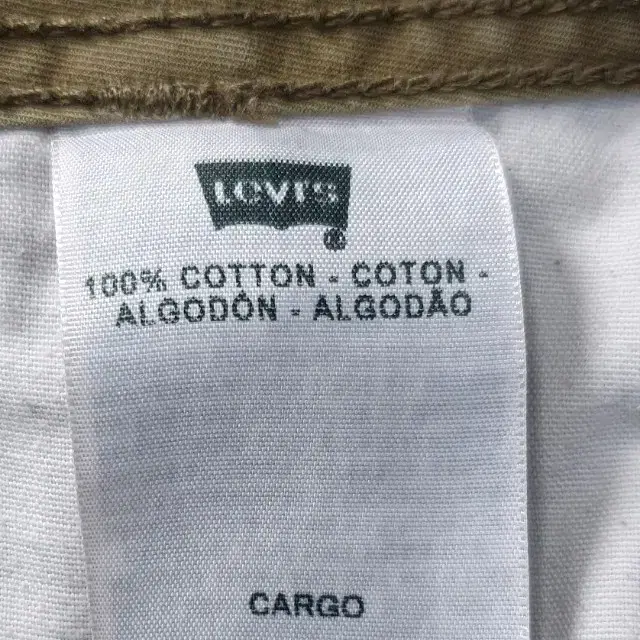 LEVI'S
®
100% COTTON - COTON -
ALGODÓN - ALGODÃO
CARGO